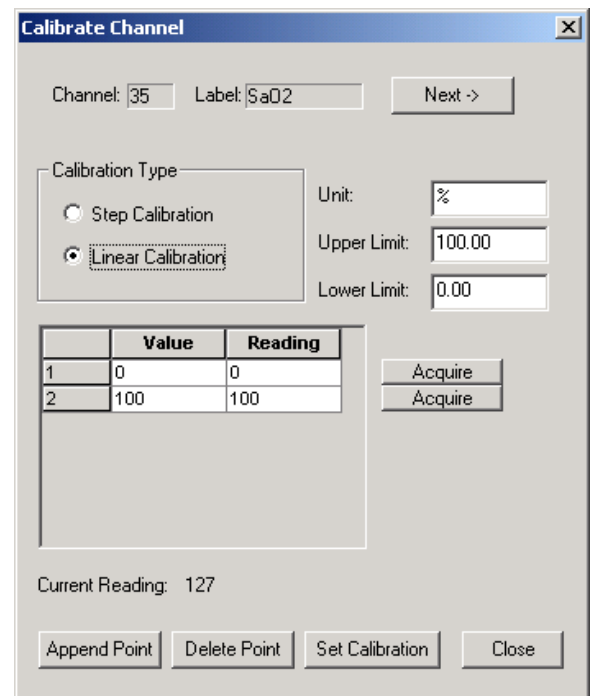 Calibrate Channel
Channel: 35 Label: SaO2 Next ->
Calibration Type
Step Calibration
Linear Calibration
Unit: %
Upper Limit: 100.00
Lower Limit: 0.00
Value Reading
1 0 0 Acquire
2 100 100 Acquire
Current Reading: 127
Append Point Delete Point Set Calibration Close